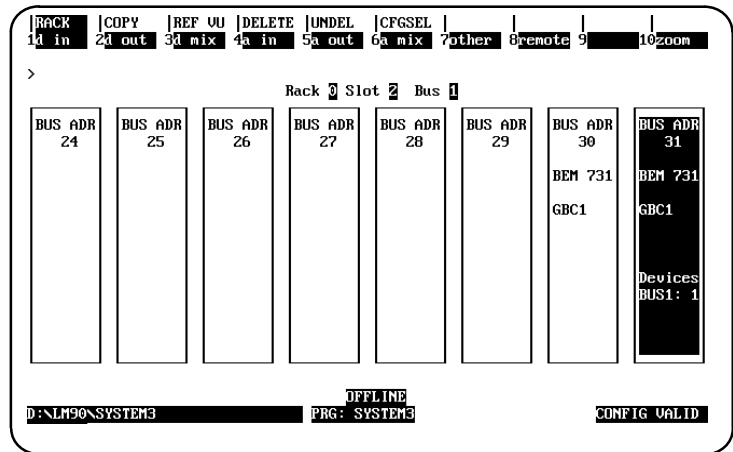 RACK |COPY |REF VU |DELETE |UNDEL |CFGSEL | | |
1d in 2d out 3d mix 4a in 5a out 6a mix 7other 8remote 9 10zoom
>
Rack 0 Slot 2 Bus 1
BUS ADR BUS ADR BUS ADR BUS ADR BUS ADR BUS ADR BUS ADR BUS ADR
24 25 26 27 28 29 30 31
BEM 731 BEM 731
GBC1 GBC1
Devices
BUS1: 1
OFFLINE
D:\LM90\SYSTEM3 PRG: SYSTEM3 CONFIG VALID